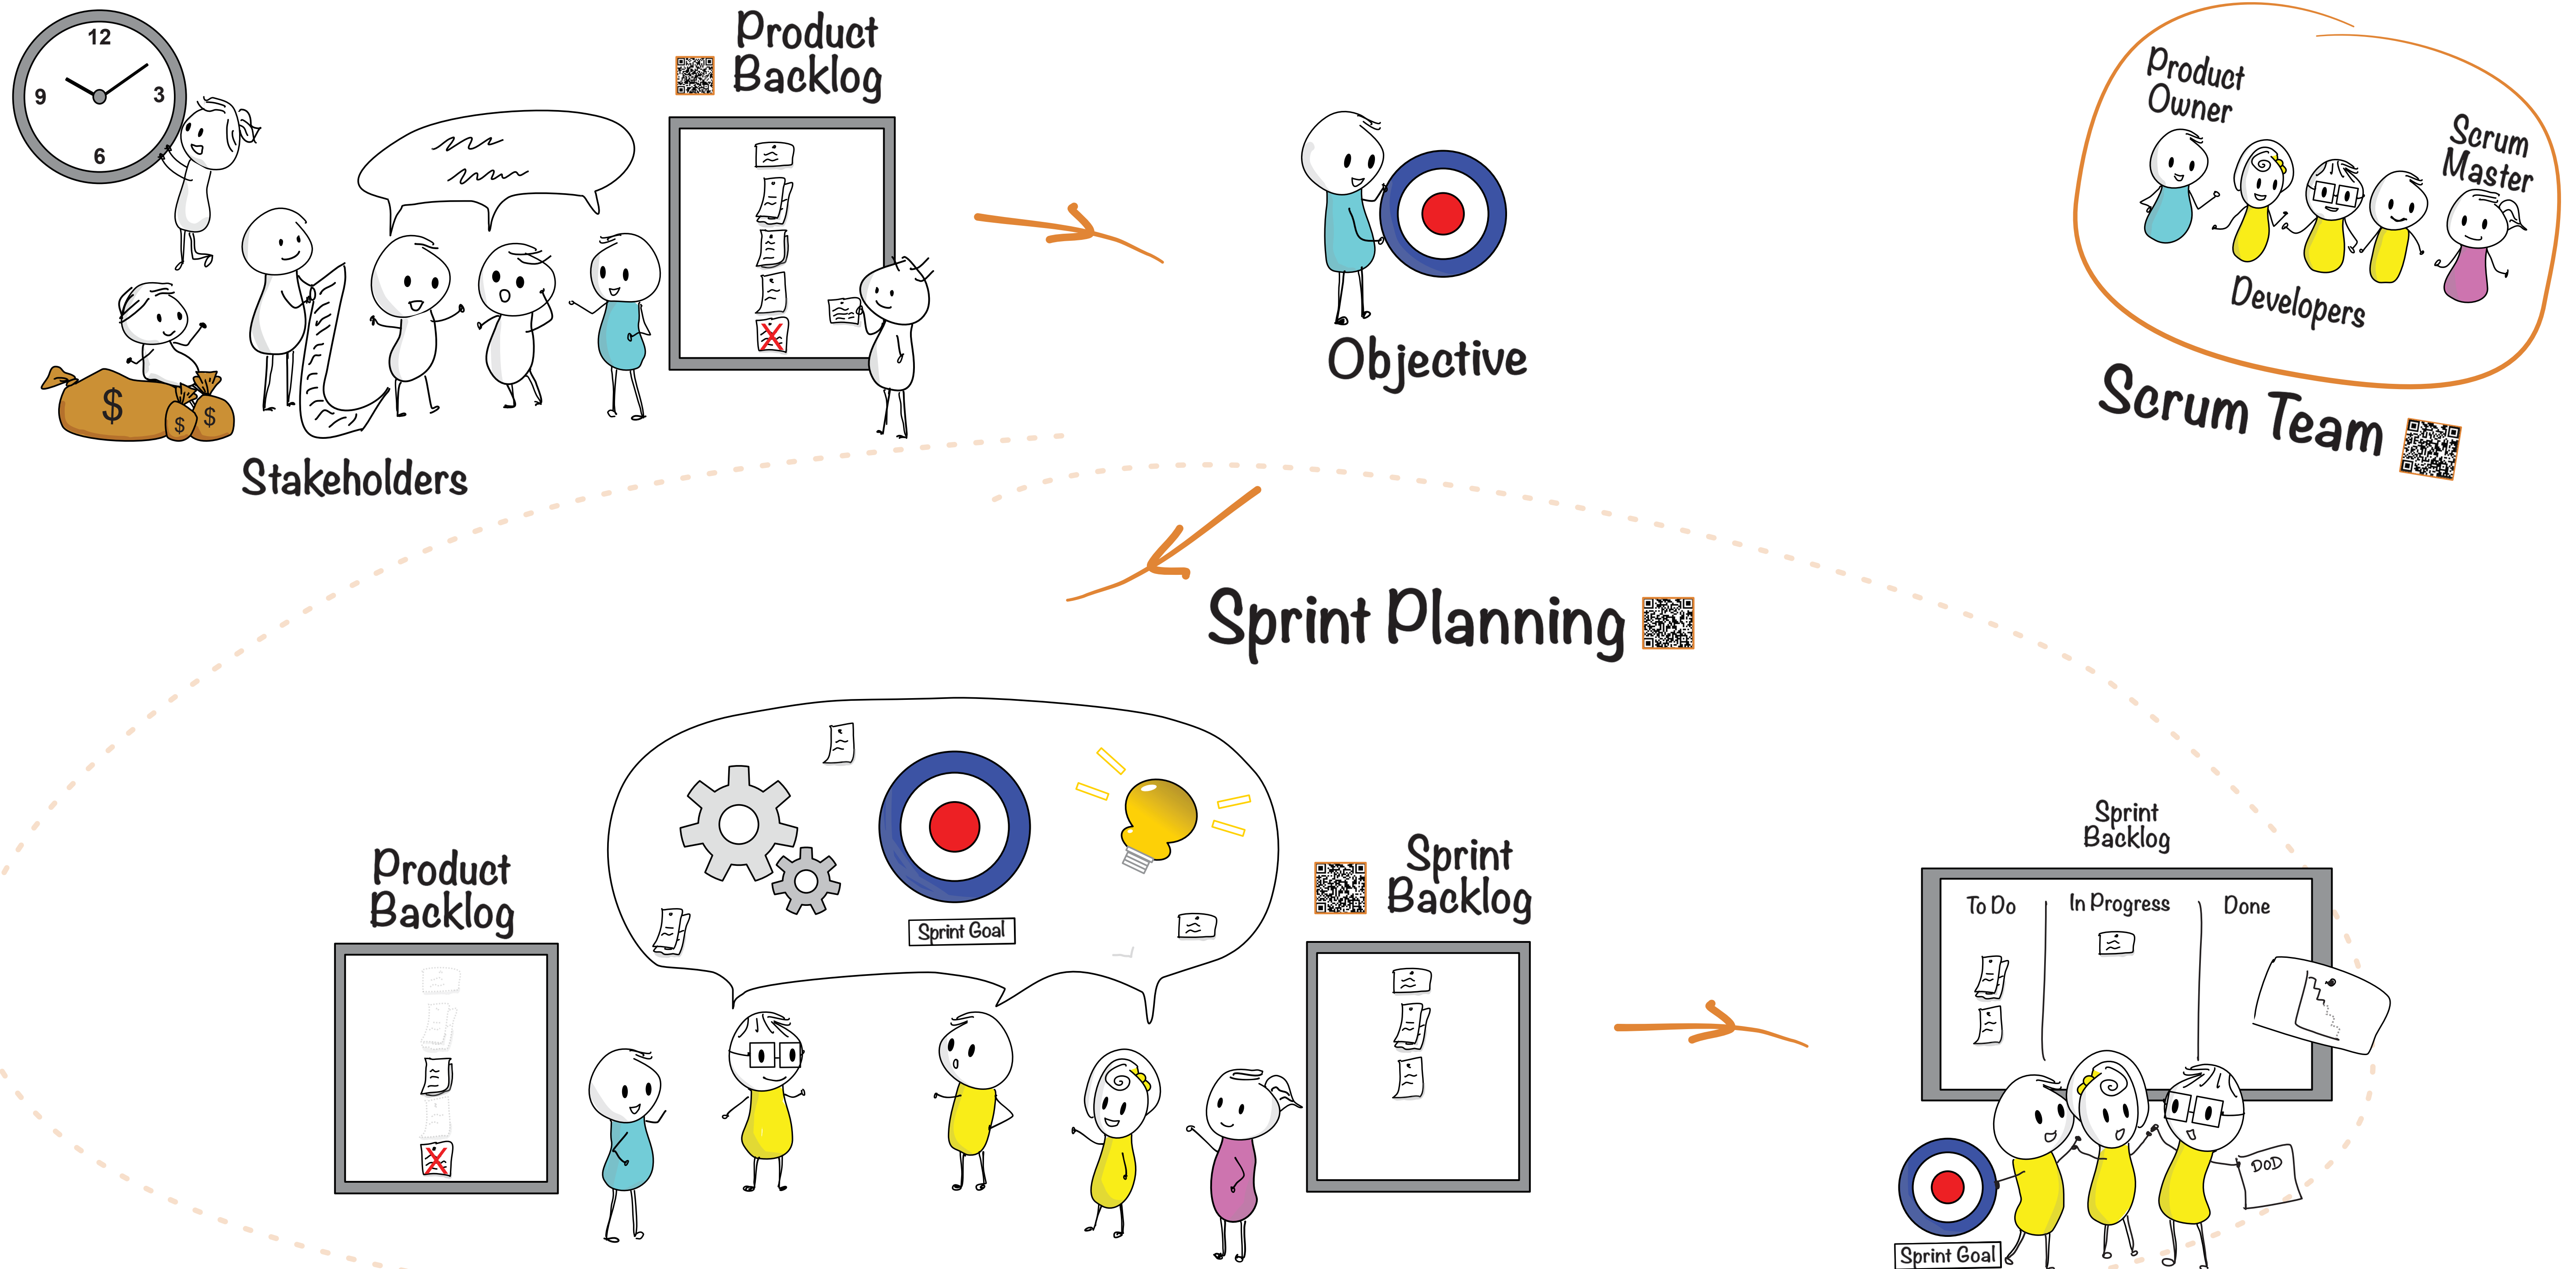 12
9
3
6
Product
Backlog
$
$
$
Stakeholders
Objective
Product
Owner
Scrum
Master
Developers
Scrum Team
Sprint Planning
Product
Backlog
Sprint Goal
Sprint
Backlog
Sprint
Backlog
To Do
In Progress
Done
DoD
Sprint Goal